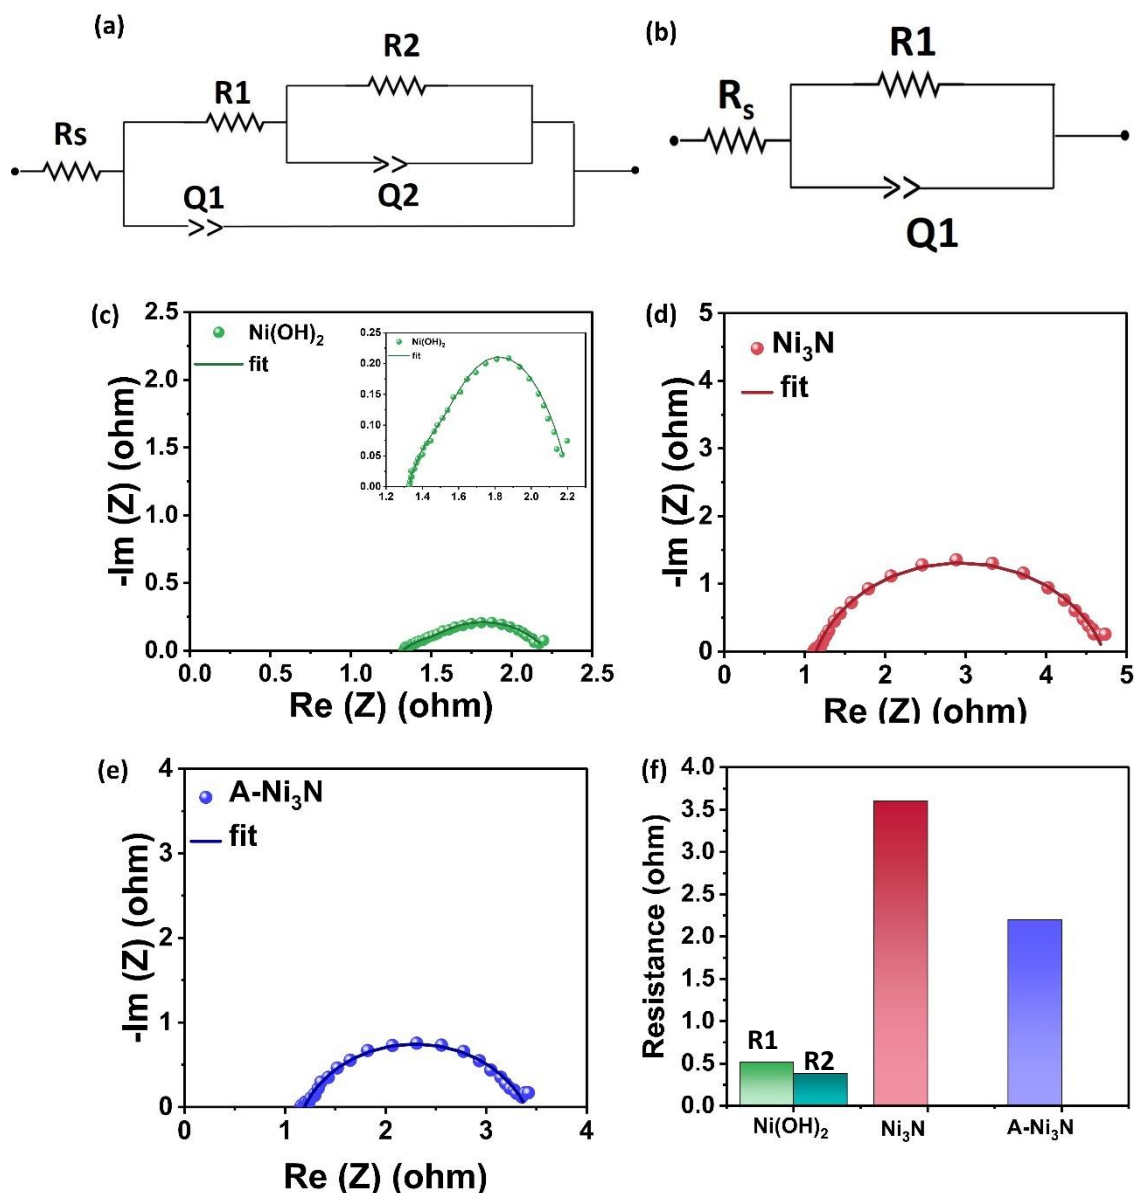 (a)
R2
R1
Rs
Q1
Q2
(b)
R1
Rs
Q1
(c)
Ni(OH)2
fit
-Im (Z) (ohm)
2.5
2.0
1.5
1.0
0.5
0.0
0.0 0.5 1.0 1.5 2.0 2.5
Re (Z) (ohm)
Ni(OH)2
fit
0.25
0.20
0.15
0.10
0.05
0.00
1.2 1.4 1.6 1.8 2.0 2.2
(d)
Ni3N
fit
-Im (Z) (ohm)
5
4
3
2
1
0
0 1 2 3 4 5
Re (Z) (ohm)
(e)
A-Ni3N
fit
-Im (Z) (ohm)
4
3
2
1
0
0 1 2 3 4
Re (Z) (ohm)
(f)
Resistance (ohm)
4.0
3.5
3.0
2.5
2.0
1.5
1.0
0.5
0.0
R1
R2
Ni(OH)2 Ni3N A-Ni3N